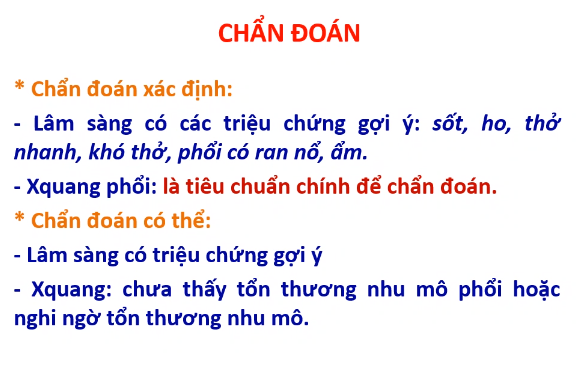 CHẨN ĐOÁN
* Chẩn đoán xác định:
- Lâm sàng có các triệu chứng gợi ý: sốt, ho, thở
nhanh, khó thở, phổi có ran nổ, ẩm.
- Xquang phổi: là tiêu chuẩn chính để chẩn đoán.
* Chẩn đoán có thể:
- Lâm sàng có triệu chứng gợi ý
- Xquang: chưa thấy tổn thương nhu mô phổi hoặc
nghi ngờ tổn thương nhu mô.